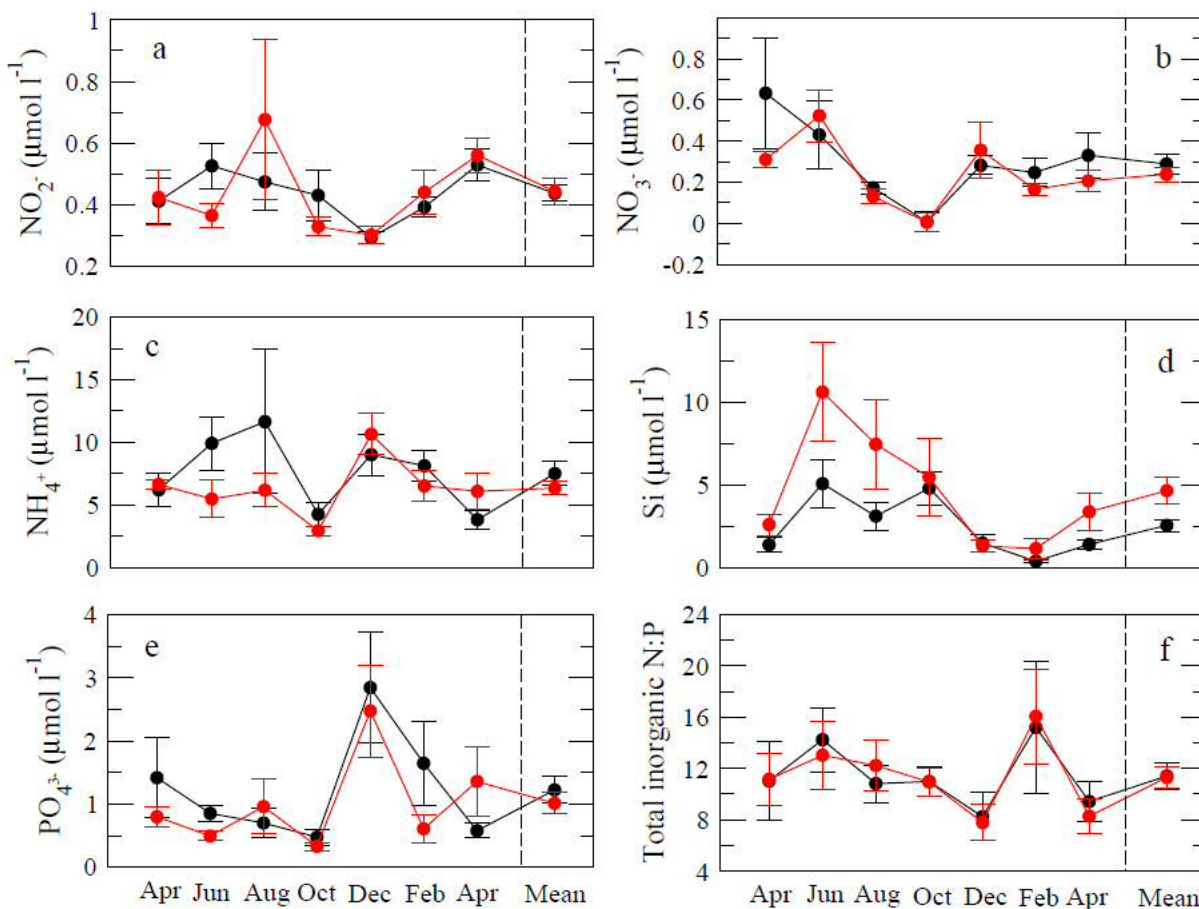 a
NO₂⁻ (μmol l⁻¹)
1
0.8
0.6
0.4
0.2
b
NO₃⁻ (μmol l⁻¹)
0.8
0.6
0.4
0.2
0
-0.2
c
NH₄⁺ (μmol l⁻¹)
20
15
10
5
0
d
Si (μmol l⁻¹)
15
10
5
0
e
PO₄³⁻ (μmol l⁻¹)
4
3
2
1
0
Apr Jun Aug Oct Dec Feb Apr Mean
f
Total inorganic N:P
24
20
16
12
8
4
Apr Jun Aug Oct Dec Feb Apr Mean